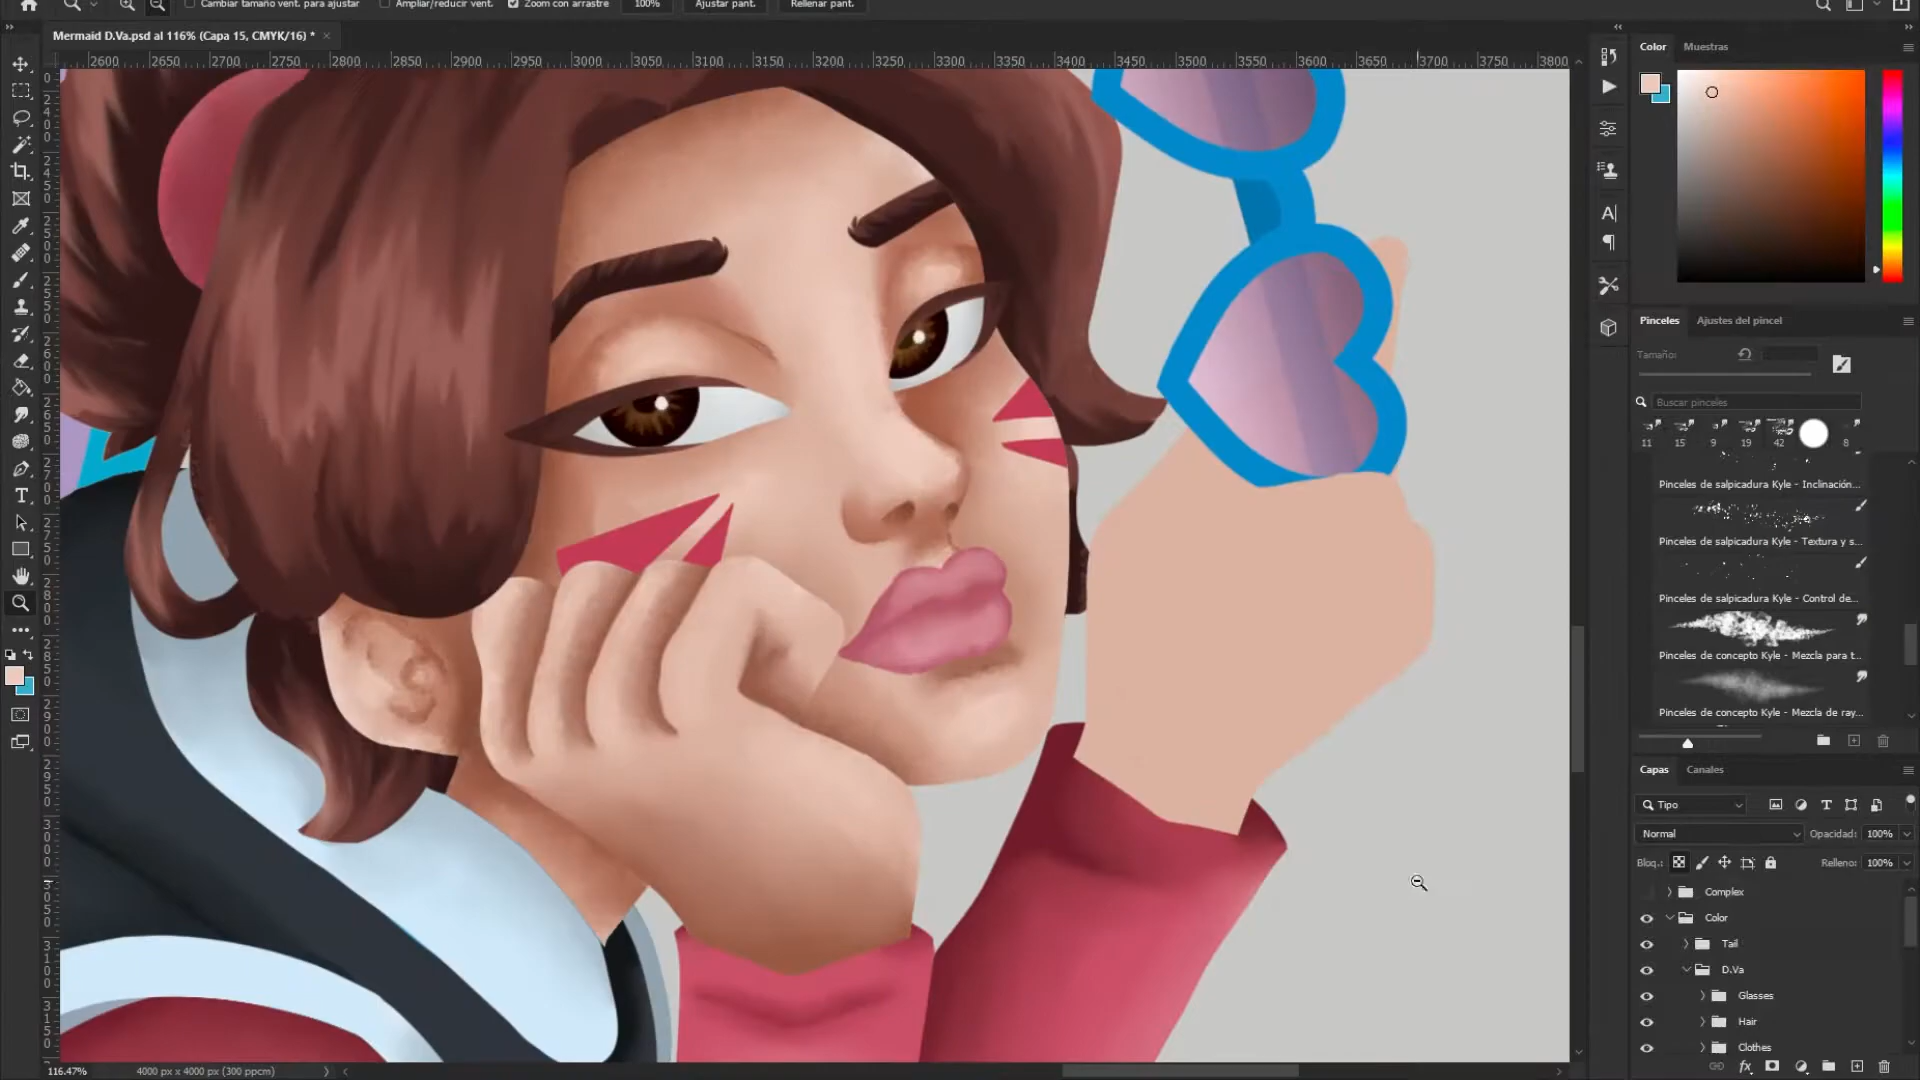 Cambiar tamaño vent. para ajustar Ampliar/reducir vent. Zoom con arrastre 100% Ajustar pant. Rellenar pant.
Mermaid D.Va.psd al 116% (Capa 15, CMYK/16) * ×
2600 2650 2700 2750 2800 2850 2900 2950 3000 3050 3100 3150 3200 3250 3300 3350 3400 3450 3500 3550 3600 3650 3700 3750 3800
Color Muestras
Pinceles Ajustes del pincel
Tamaño:
Buscar pinceles
11 15 9 19 42 8
Pinceles de salpicadura Kyle - Inclinación...
Pinceles de salpicadura Kyle - Textura y s...
Pinceles de salpicadura Kyle - Control de...
Pinceles de concepto Kyle - Mezcla para t...
Pinceles de concepto Kyle - Mezcla de ray...
Capas Canales
Tipo
Normal Opacidad: 100%
Bloq.: Relleno: 100%
Complex
Color
Tail
D.Va
Glasses
Hair
Clothes
116.47% 4000 px x 4000 px (300 ppcm)